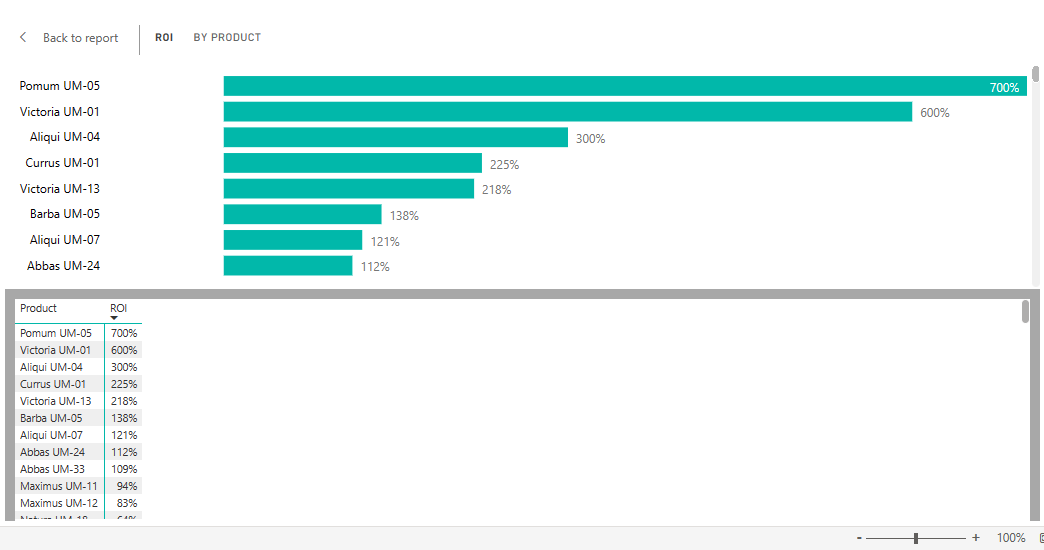 Back to report ROI BY PRODUCT
Pomum UM-05 700%
Victoria UM-01 600%
Aliqui UM-04 300%
Currus UM-01 225%
Victoria UM-13 218%
Barba UM-05 138%
Aliqui UM-07 121%
Abbas UM-24 112%
Product ROI
Pomum UM-05 700%
Victoria UM-01 600%
Aliqui UM-04 300%
Currus UM-01 225%
Victoria UM-13 218%
Barba UM-05 138%
Aliqui UM-07 121%
Abbas UM-24 112%
Abbas UM-33 109%
Maximus UM-11 94%
Maximus UM-12 83%
- + 100%